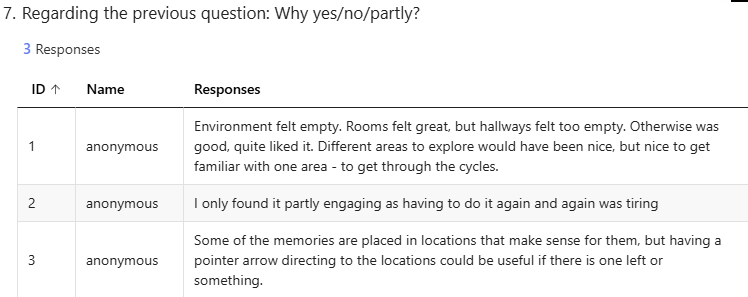 7. Regarding the previous question: Why yes/no/partly?
3 Responses
ID ↑ Name Responses
1 anonymous Environment felt empty. Rooms felt great, but hallways felt too empty. Otherwise was
good, quite liked it. Different areas to explore would have been nice, but nice to get
familiar with one area - to get through the cycles.
2 anonymous I only found it partly engaging as having to do it again and again was tiring
3 anonymous Some of the memories are placed in locations that make sense for them, but having a
pointer arrow directing to the locations could be useful if there is one left or
something.